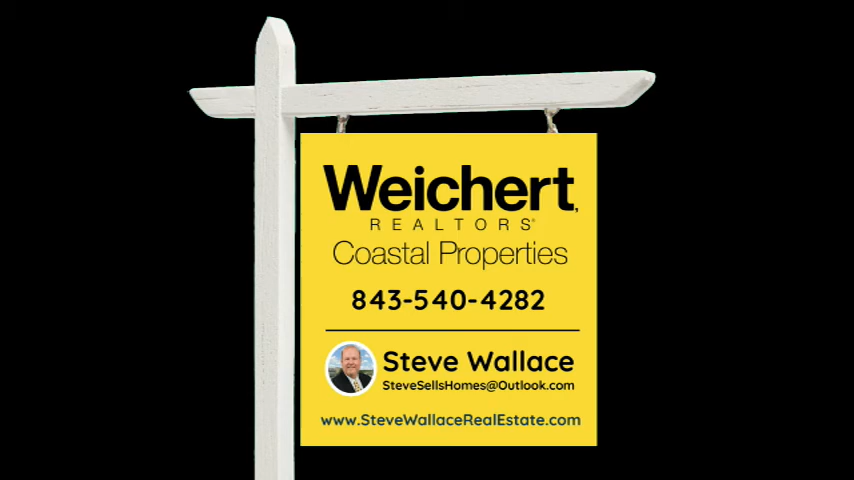 Weichert,
REALTORS®
Coastal Properties
843-540-4282
Steve Wallace
SteveSellsHomes@Outlook.com
www.SteveWallaceRealEstate.com